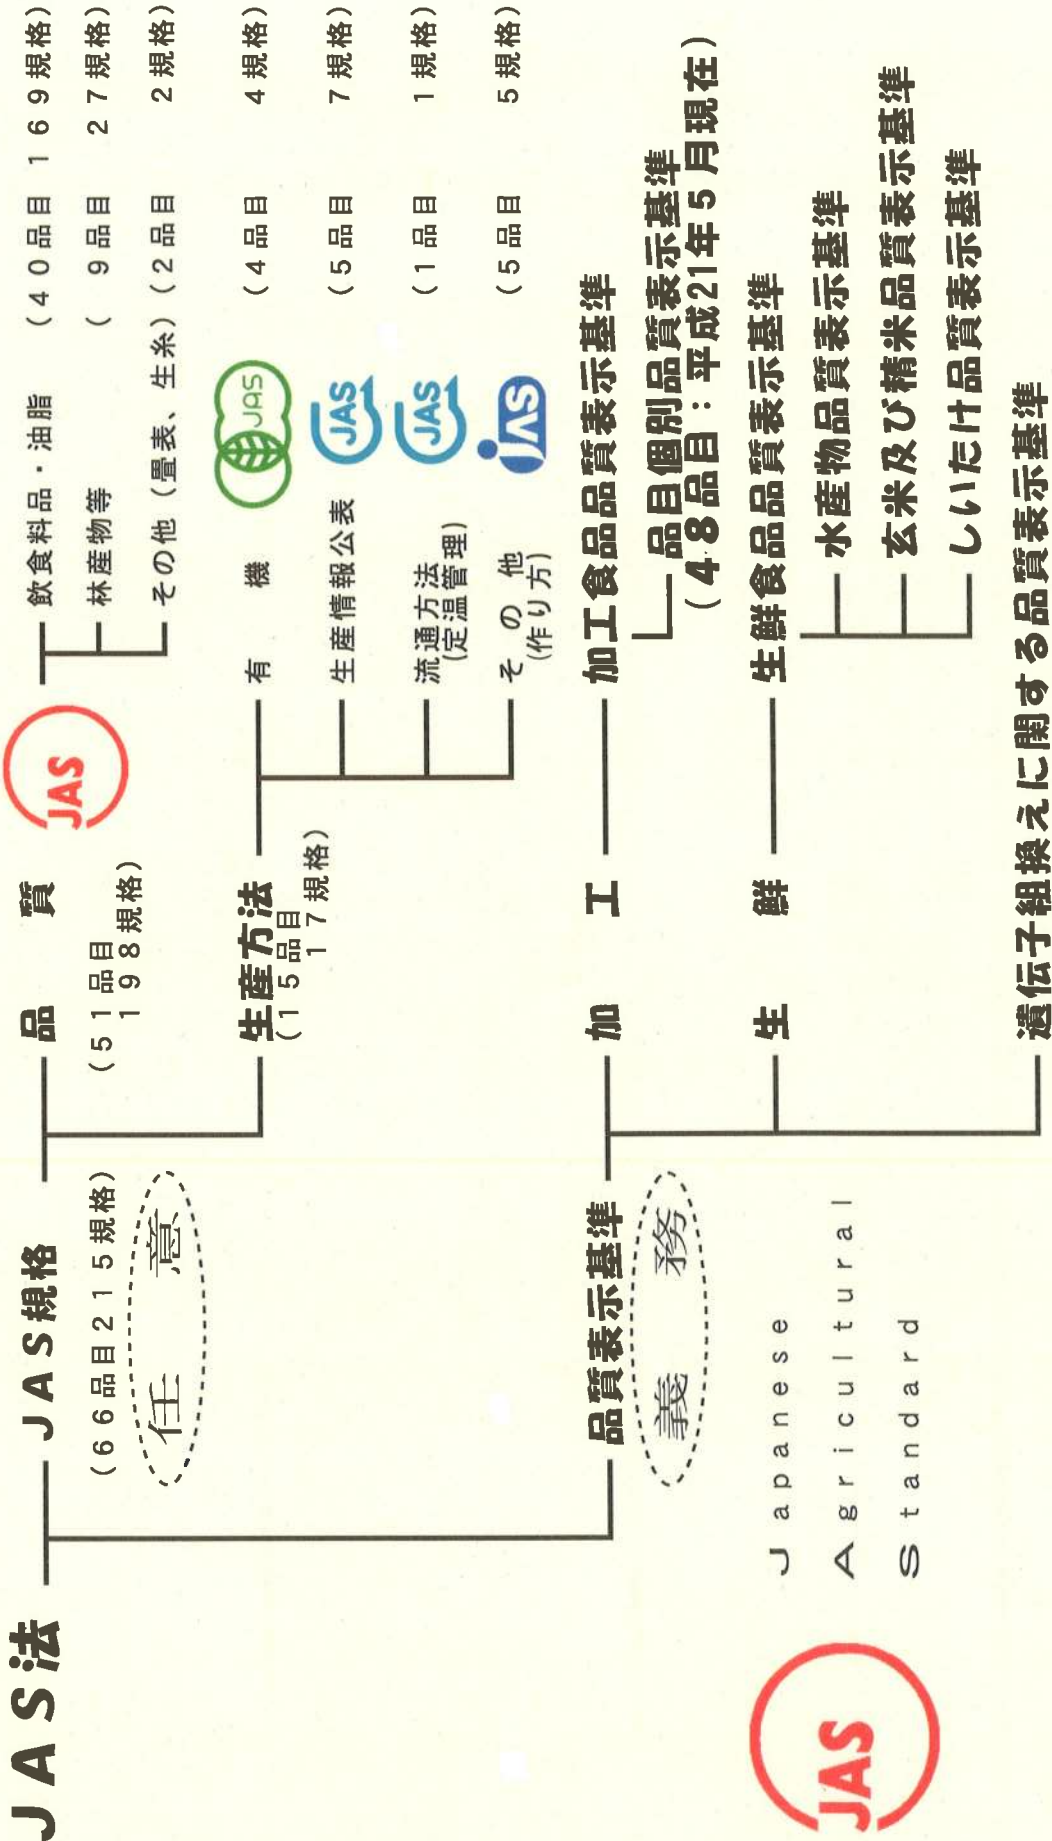 JAS法
JAS規格
(66品目215規格)
任意
品質
(51品目
198規格)
JAS
飲食料品・油脂 (40品目 169規格)
林産物等 ( 9品目 27規格)
その他(畳表、生糸)(2品目 2規格)
生産方法
(15品目
17規格)
有機 JAS (4品目 4規格)
生産情報公表 JAS (5品目 7規格)
流通方法
(定温管理)
JAS (1品目 1規格)
その他
(作り方)
JAS (5品目 5規格)
品質表示基準
義務
加工
加工食品品質表示基準
品目個別品質表示基準
(48品目:平成21年5月現在)
生鮮
生鮮食品品質表示基準
水産物品質表示基準
玄米及び精米品質表示基準
しいたけ品質表示基準
遺伝子組換えに関する品質表示基準
JAS
Japanese
Agricultural
Standard